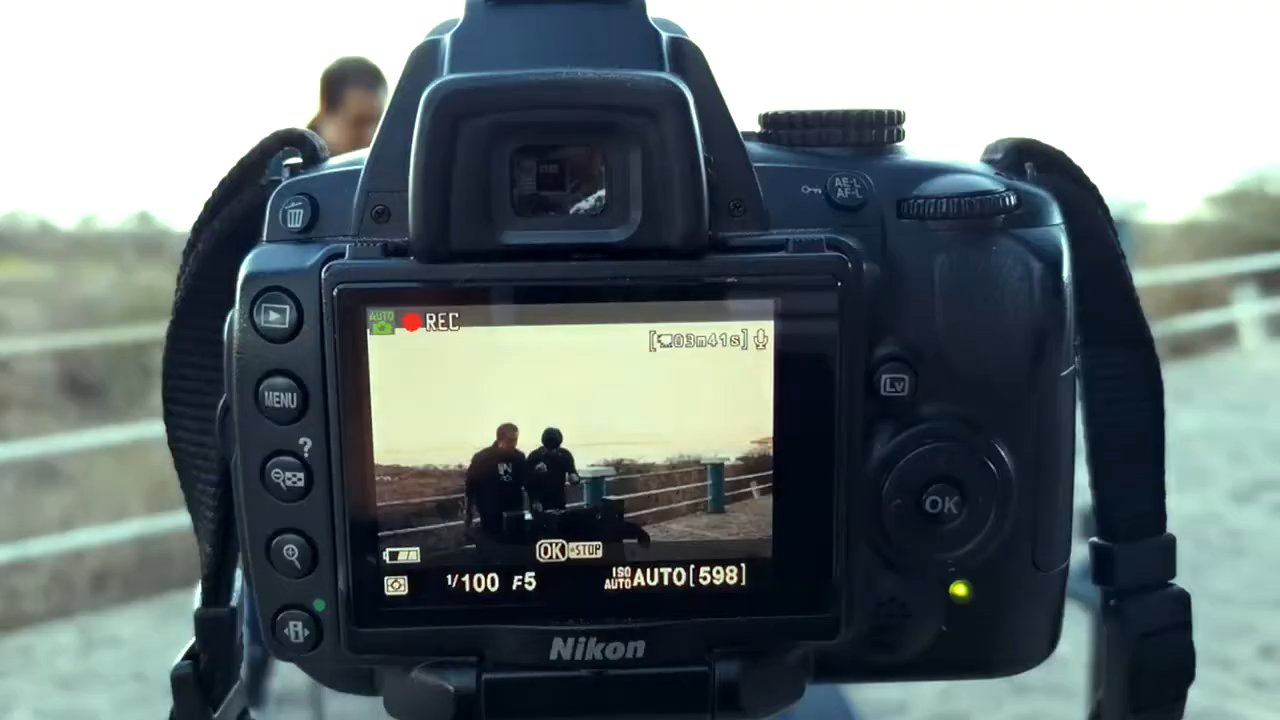 AE-L
AF-L
AUTO REC
[03m41s]
MENU
?
Lv
OK
OK=STOP
1/100 F5 ISO AUTO AUTO[598]
Nikon